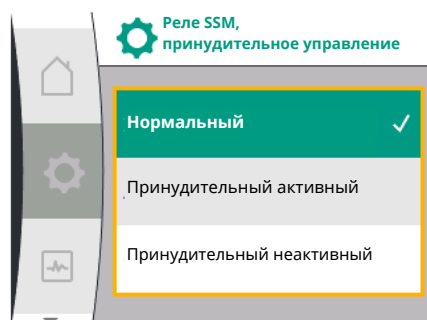 Реле SSM,
принудительное управление
Нормальный
Принудительный активный
Принудительный неактивный